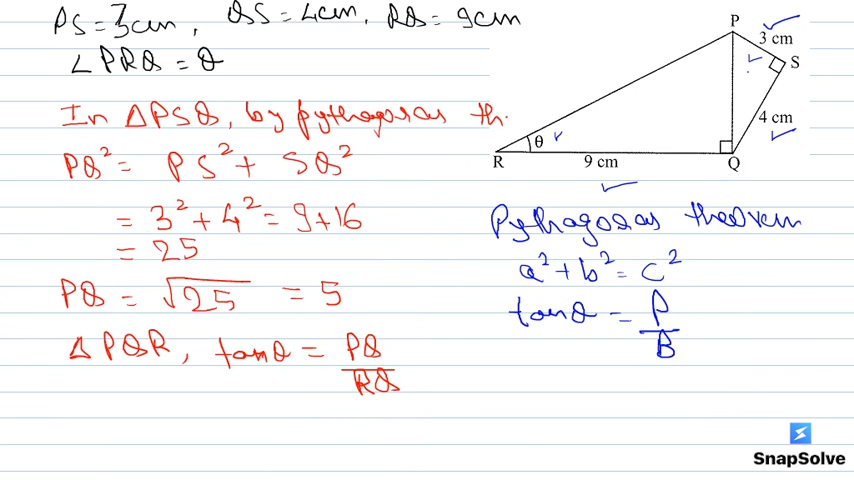 PS = 3cm, QS = 4cm, RQ = 9cm
∠PRQ = θ
In △PSQ, by pythagoras th.
PQ² = PS² + SQ²
= 3² + 4² = 9+16
= 25
PQ = √25 = 5
△PQR, tanθ = PQ/RQ
P
3 cm
S
4 cm
θ
R
9 cm
Q
Pythagoras theorem
a² + b² = c²
tanθ = P/B
SnapSolve